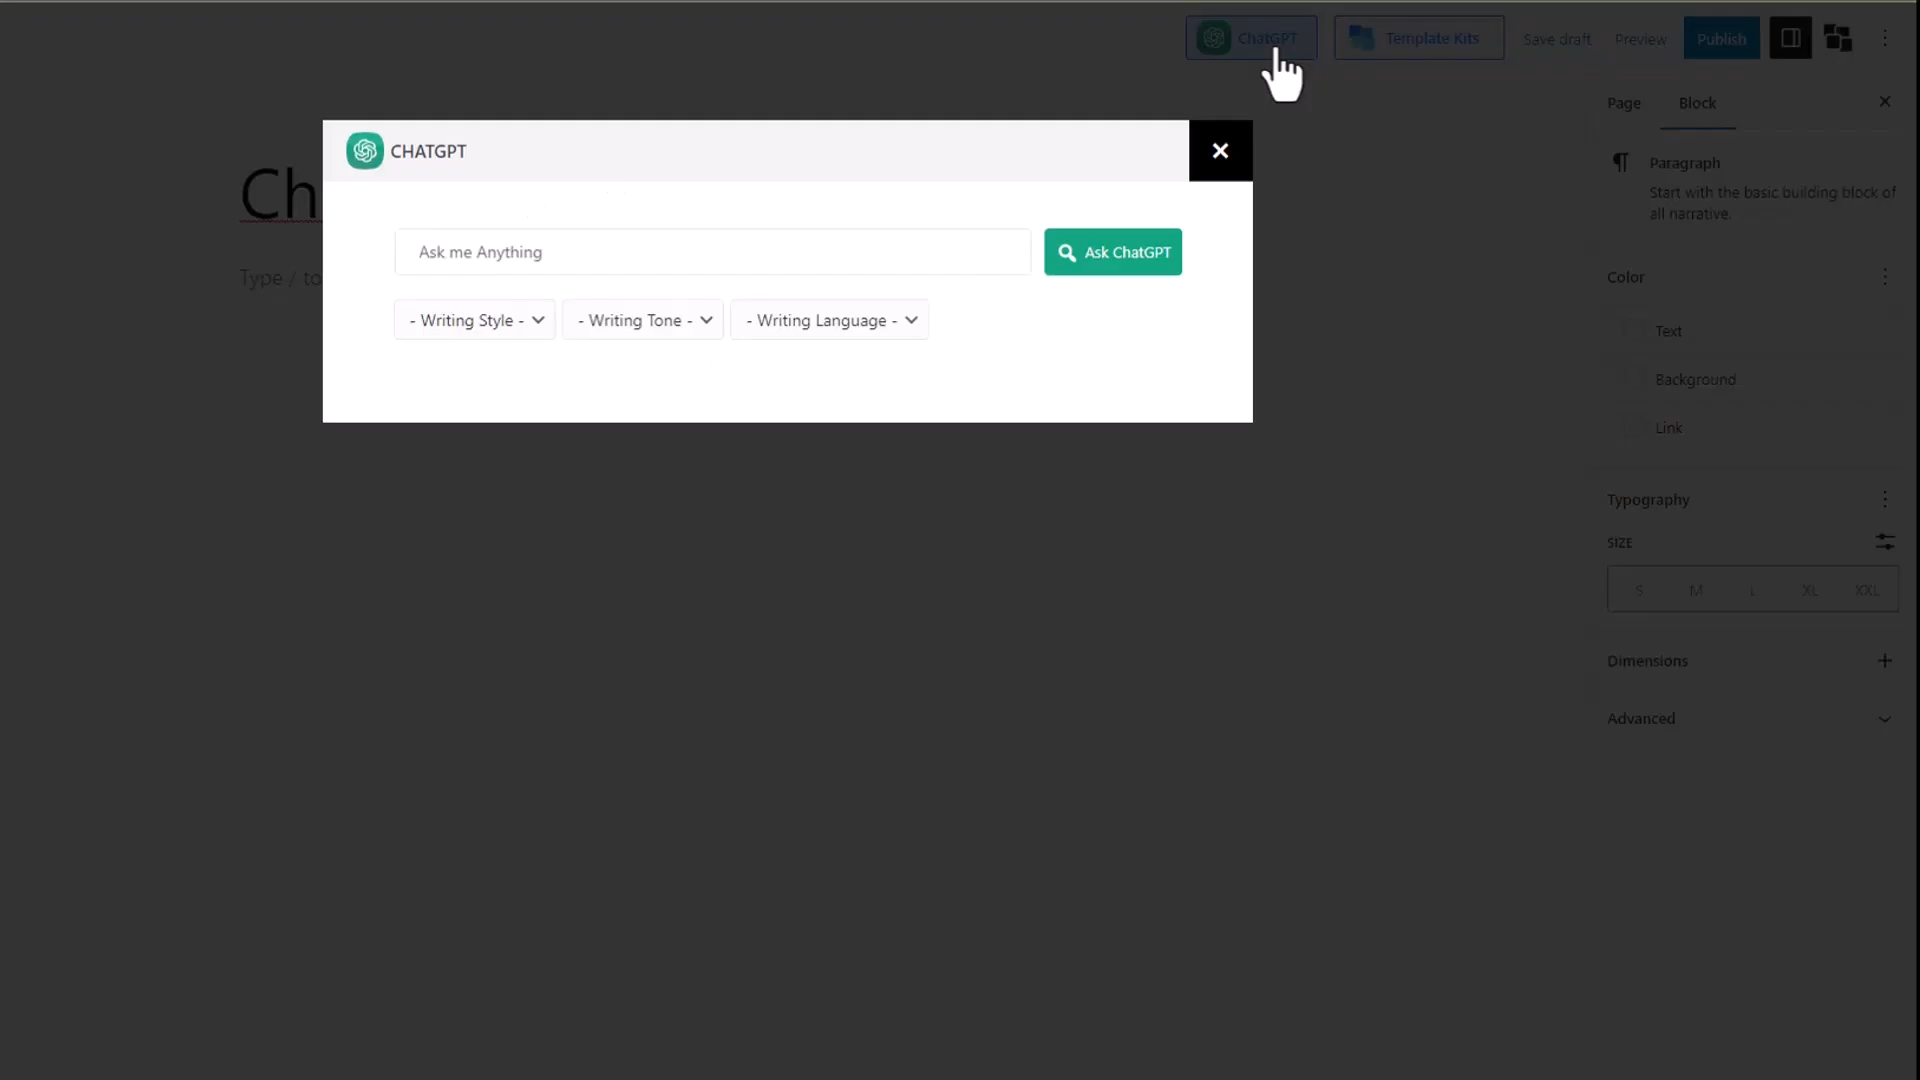 ChatGPT Template Kits Save draft Preview Publish
Page Block
CHATGPT
Paragraph
Start with the basic building block of
all narrative.
Ch
Ask me Anything Ask ChatGPT
Type / to
Color
- Writing Style - - Writing Tone - - Writing Language -
Text
Background
Link
Typography
SIZE
S M L XL XXL
Dimensions
Advanced